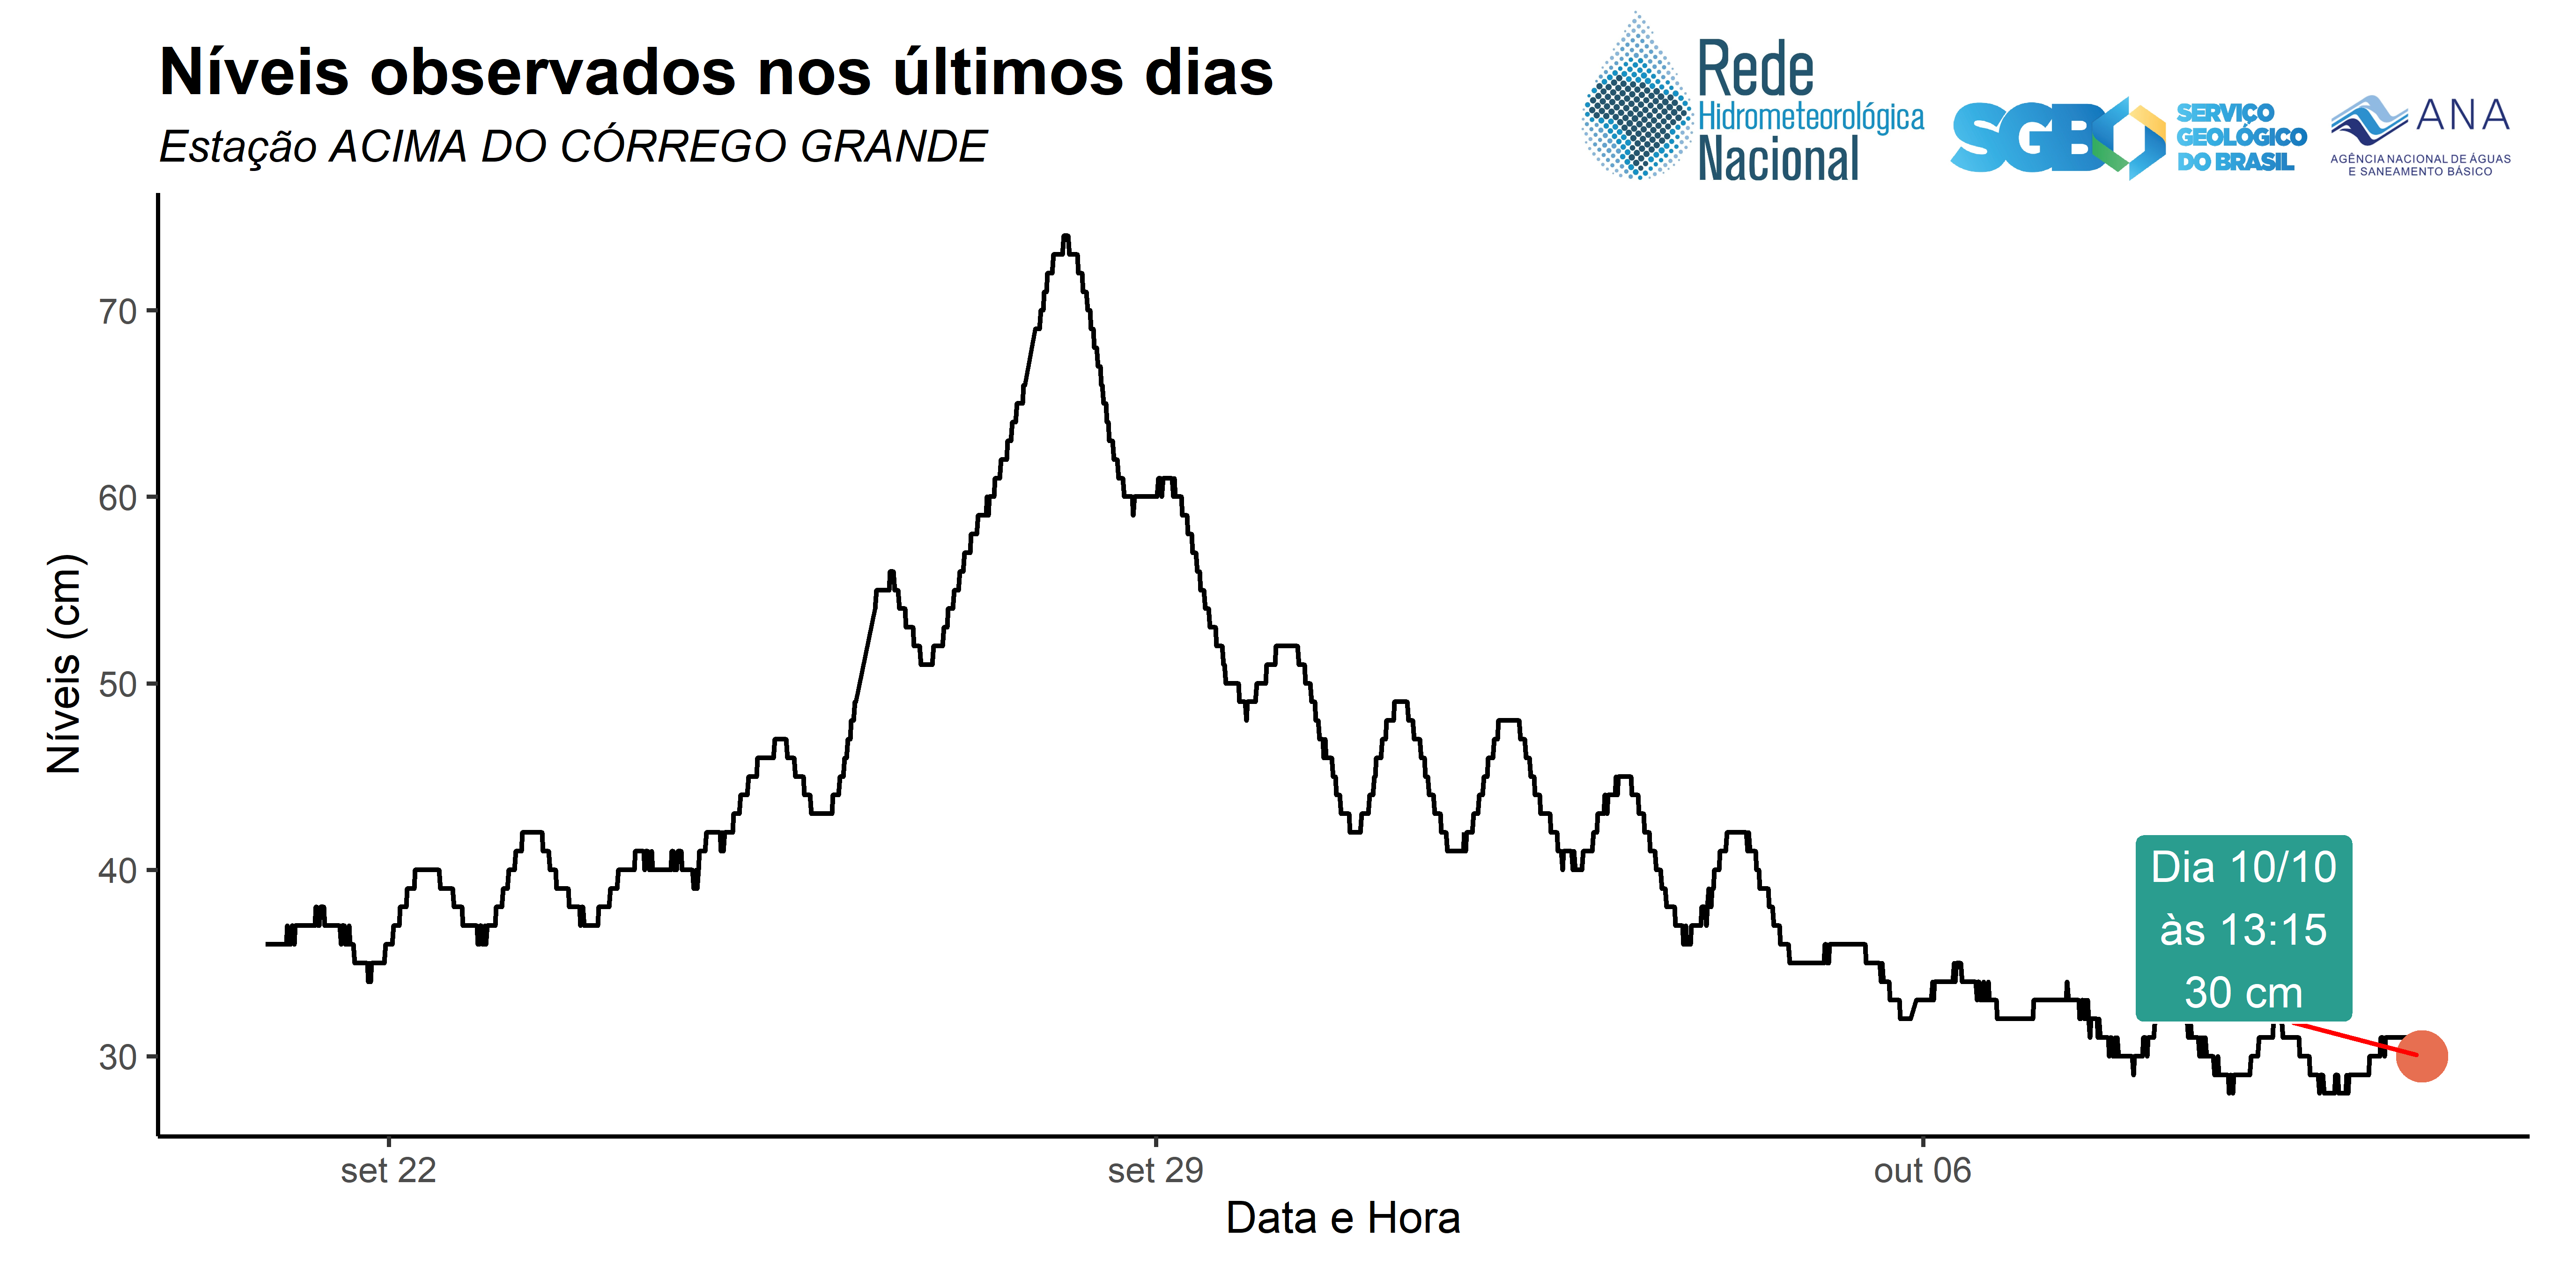 Níveis observados nos últimos dias
Estação ACIMA DO CÓRREGO GRANDE
Rede
Hidrometeorológica
Nacional
SGB
SERVIÇO
GEOLÓGICO
DO BRASIL
ANA
AGÊNCIA NACIONAL DE ÁGUAS
E SANEAMENTO BÁSICO
Níveis (cm)
70
60
50
40
30
Dia 10/10
às 13:15
30 cm
set 22
set 29
out 06
Data e Hora